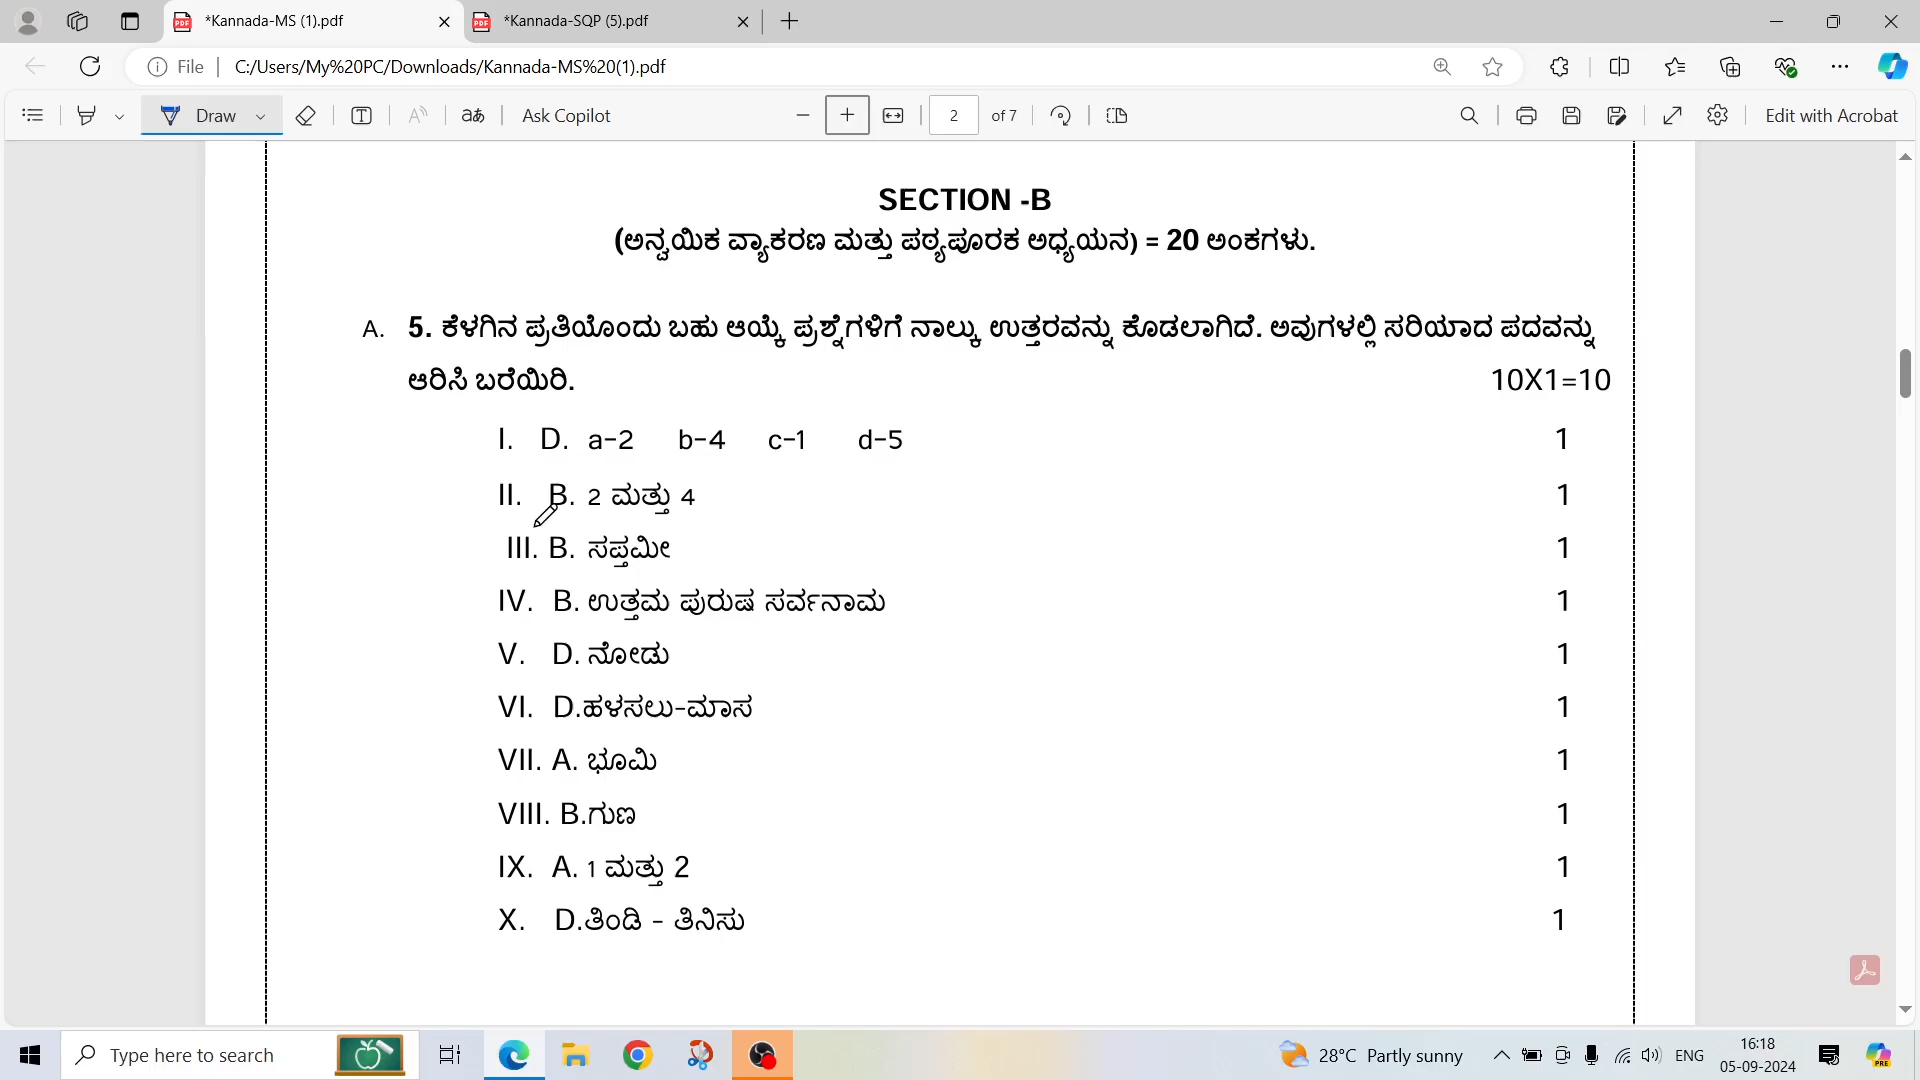 *Kannada-MS (1).pdf
*Kannada-SQP (5).pdf
File
C:/Users/My%20PC/Downloads/Kannada-MS%20(1).pdf
Draw
Ask Copilot
2 of 7
Edit with Acrobat
SECTION -B
(ಅನ್ವಯಿಕ ವ್ಯಾಕರಣ ಮತ್ತು ಪಠ್ಯಪೂರಕ ಅಧ್ಯಯನ) = 20 ಅಂಕಗಳು.
A. 5. ಕೆಳಗಿನ ಪ್ರತಿಯೊಂದು ಬಹು ಆಯ್ಕೆ ಪ್ರಶ್ನೆಗಳಿಗೆ ನಾಲ್ಕು ಉತ್ತರವನ್ನು ಕೊಡಲಾಗಿದೆ. ಅವುಗಳಲ್ಲಿ ಸರಿಯಾದ ಪದವನ್ನು
ಆರಿಸಿ ಬರೆಯಿರಿ. 10X1=10
I. D. a-2 b-4 c-1 d-5 1
II. B. 2 ಮತ್ತು 4 1
III. B. ಸಪ್ತಮೀ 1
IV. B. ಉತ್ತಮ ಪುರುಷ ಸರ್ವನಾಮ 1
V. D. ನೋಡು 1
VI. D.ಹಳಸಲು-ಮಾಸ 1
VII. A. ಭೂಮಿ 1
VIII. B.ಗುಣ 1
IX. A. 1 ಮತ್ತು 2 1
X. D.ತಿಂಡಿ - ತಿನಿಸು 1
Type here to search
28°C Partly sunny
ENG
16:18
05-09-2024